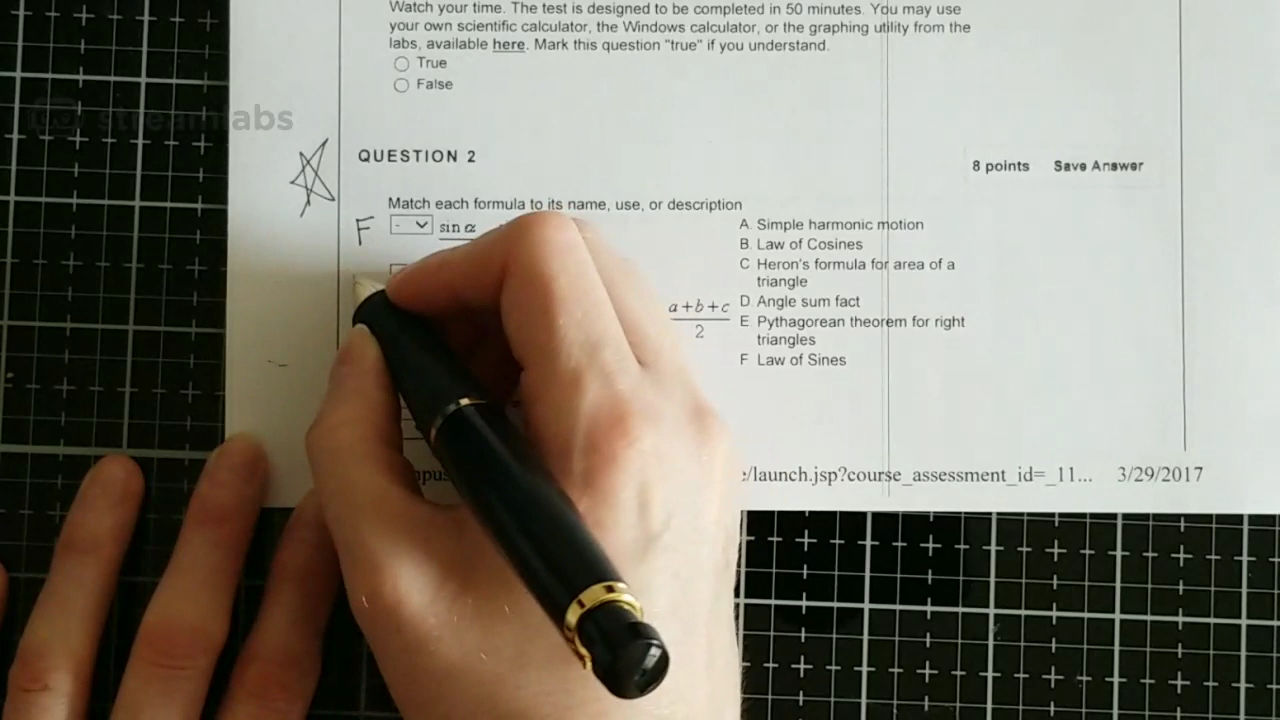 Watch your time. The test is designed to be completed in 50 minutes. You may use
your own scientific calculator, the Windows calculator, or the graphing utility from the
labs, available here. Mark this question "true" if you understand.
True
False
streamlabs
QUESTION 2
8 points Save Answer
Match each formula to its name, use, or description
F - sin α
A. Simple harmonic motion
B. Law of Cosines
C Heron's formula for area of a
triangle
a+b+c
2
D. Angle sum fact
E. Pythagorean theorem for right
triangles
F Law of Sines
e/launch.jsp?course_assessment_id=_11... 3/29/2017